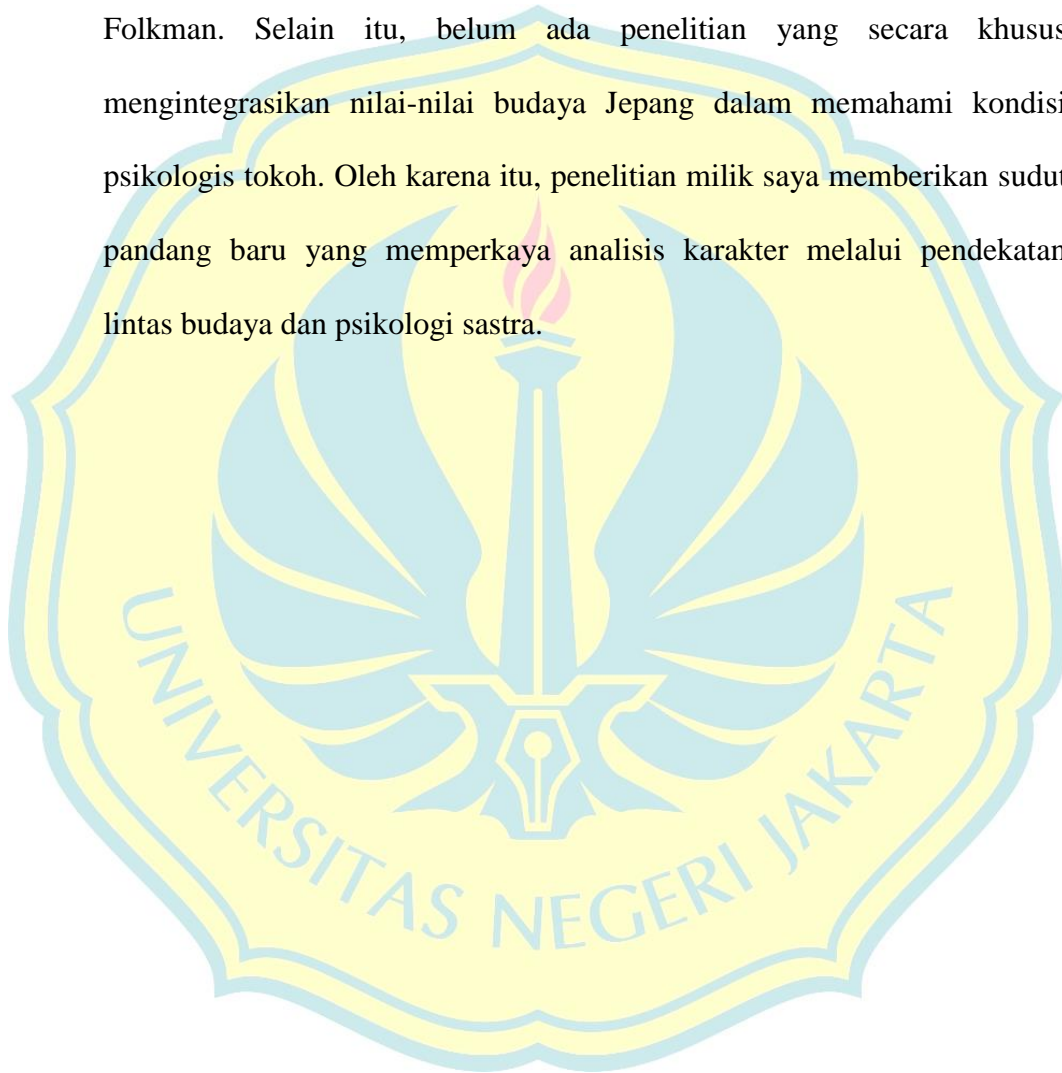 Folkman. Selain itu, belum ada penelitian yang secara khusus
mengintegrasikan nilai-nilai budaya Jepang dalam memahami kondisi
psikologis tokoh. Oleh karena itu, penelitian milik saya memberikan sudut
pandang baru yang memperkaya analisis karakter melalui pendekatan
lintas budaya dan psikologi sastra.
UNIVERSITAS NEGERI JAKARTA